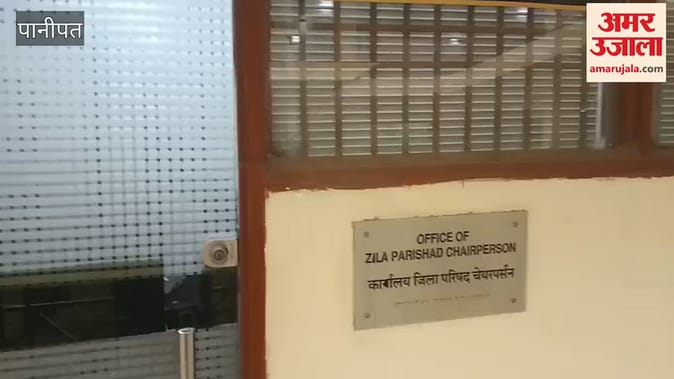 पानीपत
अमर
उजाला
amarujala.com
OFFICE OF
ZILA PARISHAD CHAIRPERSON
कार्यालय जिला परिषद चेयरपर्सन